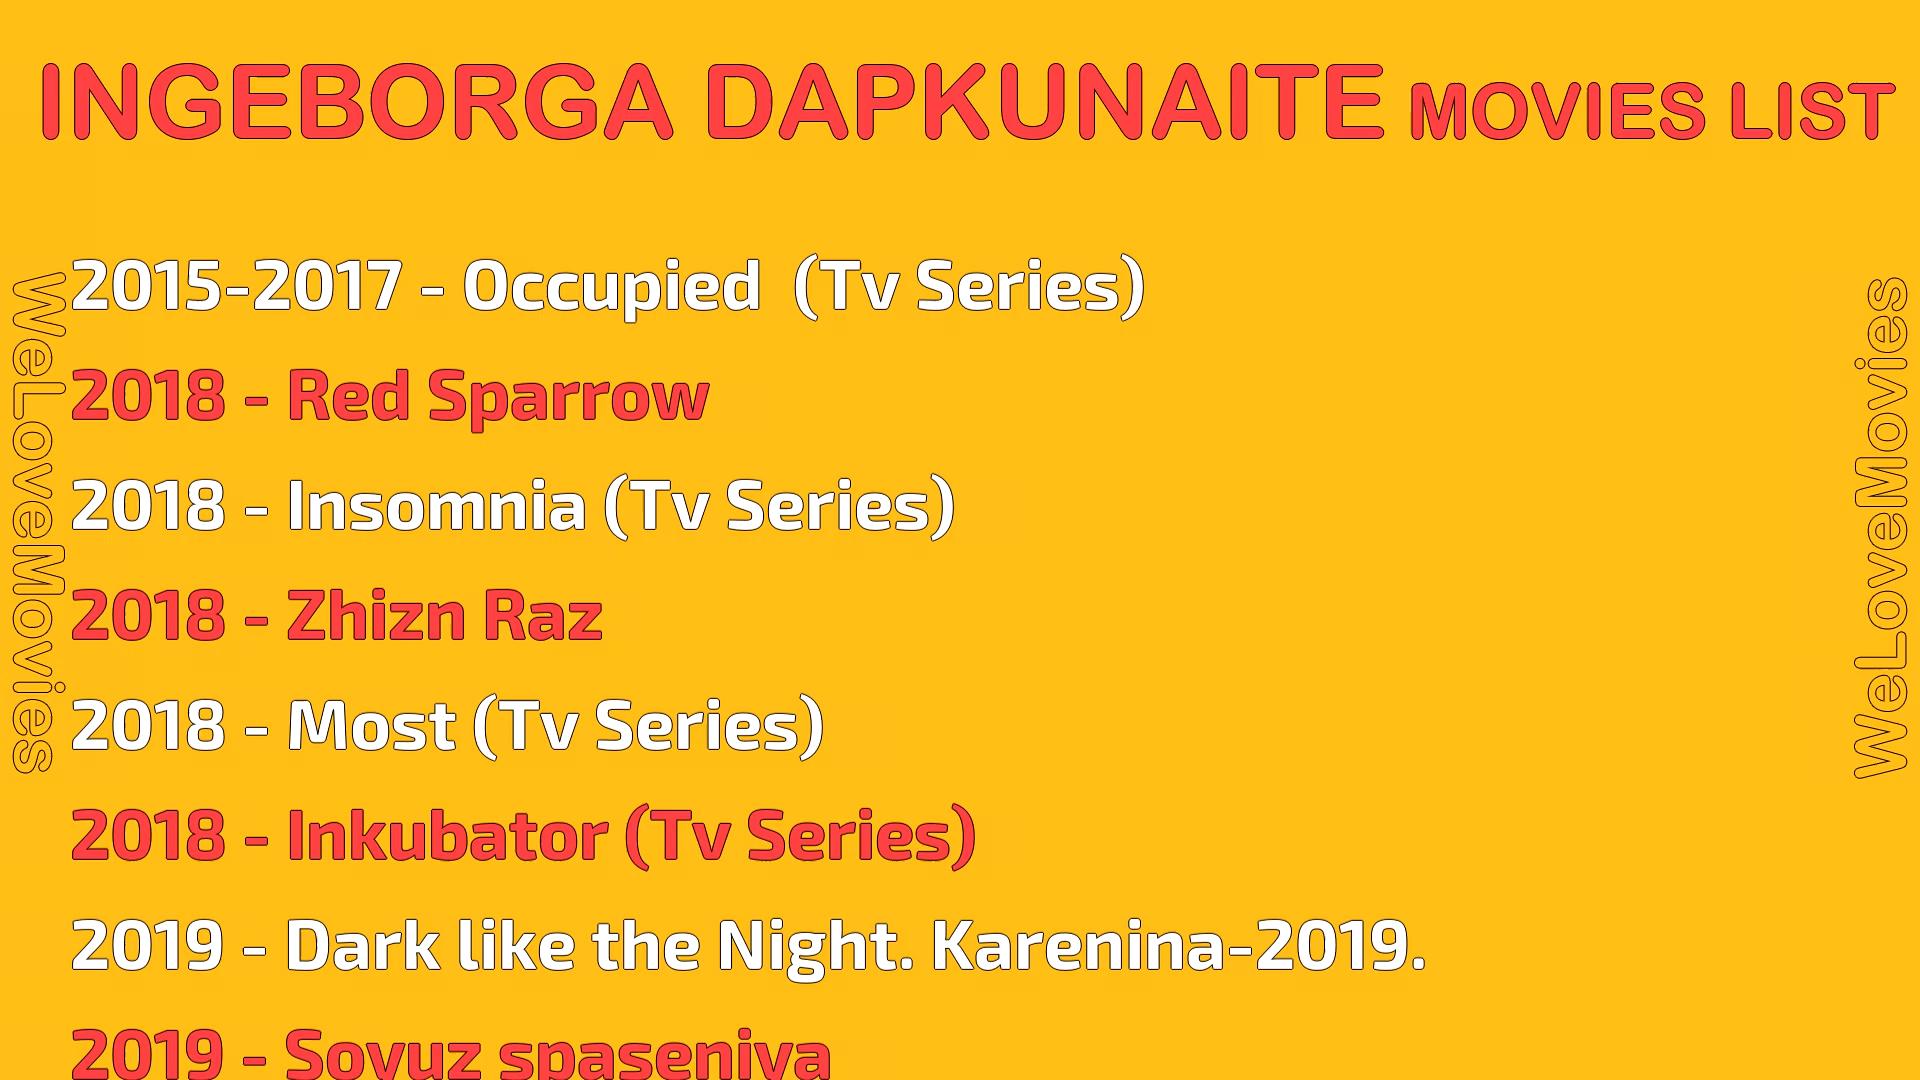 INGEBORGA DAPKUNAITE MOVIES LIST
2015-2017 - Occupied  (Tv Series)
2018 - Red Sparrow
2018 - Insomnia (Tv Series)
2018 - Zhizn Raz
2018 - Most (Tv Series)
2018 - Inkubator (Tv Series)
2019 - Dark like the Night. Karenina-2019.
2019 - Soyuz spaseniya
WeLoveMovies
WeLoveMovies